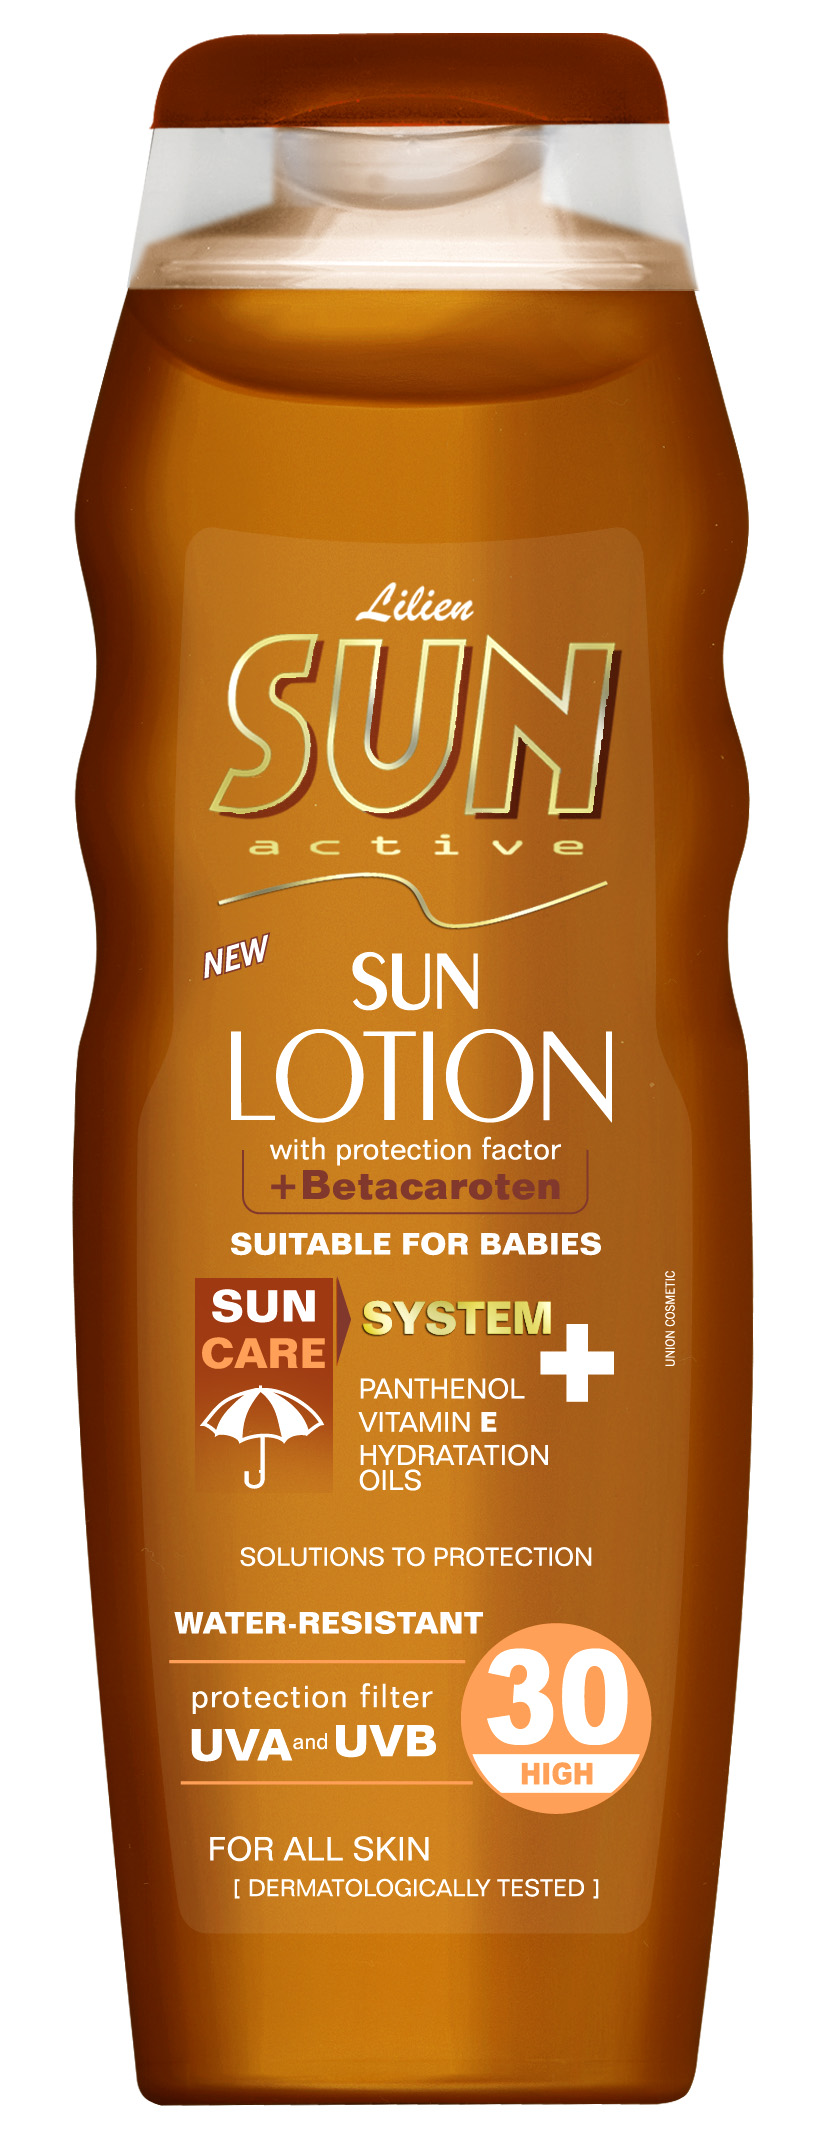 Lilien
SUN
active
NEW
SUN
LOTION
with protection factor
+Betacaroten
SUITABLE FOR BABIES
SUN
CARE
SYSTEM
PANTHENOL
VITAMIN E
HYDRATATION
OILS
UNION COSMETIC
SOLUTIONS TO PROTECTION
WATER-RESISTANT
protection filter
UVA and UVB
30
HIGH
FOR ALL SKIN
[ DERMATOLOGICALLY TESTED ]